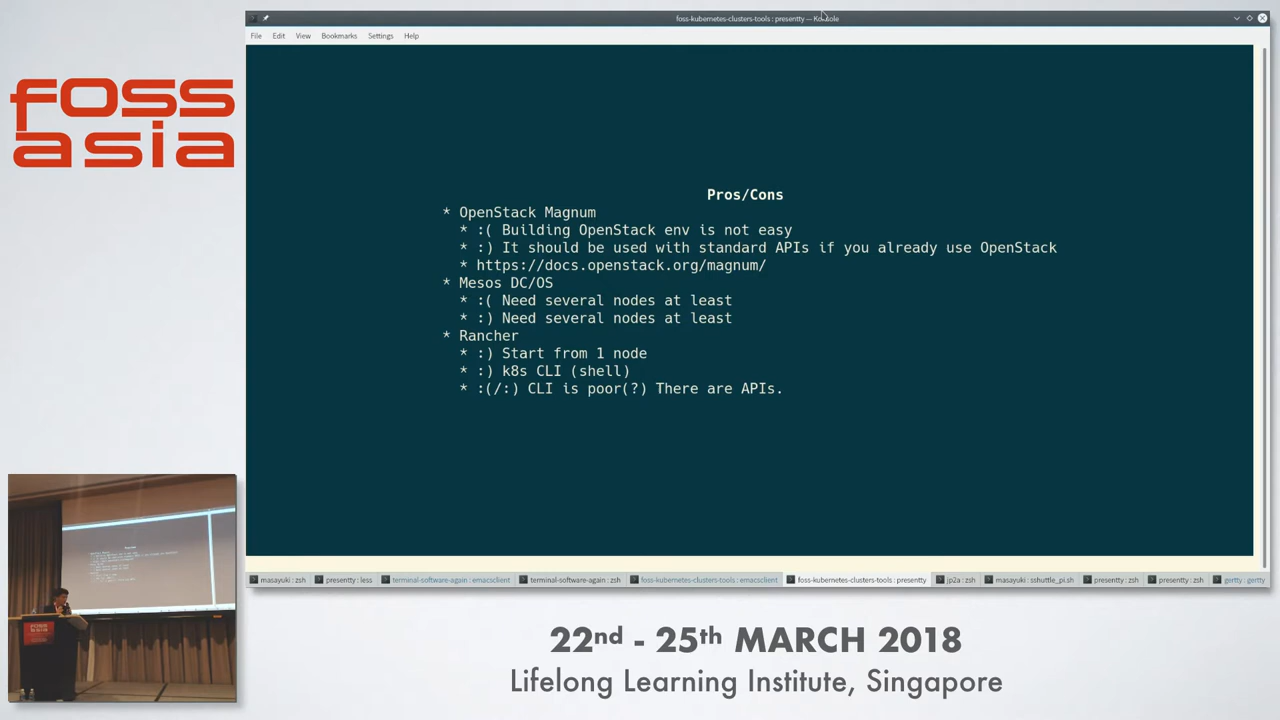 foss-kubernetes-clusters-tools : presentty — Konsole
File Edit View Bookmarks Settings Help
foss
asia
Pros/Cons
* OpenStack Magnum
* :( Building OpenStack env is not easy
* :) It should be used with standard APIs if you already use OpenStack
* https://docs.openstack.org/magnum/
* Mesos DC/OS
* :( Need several nodes at least
* :) Need several nodes at least
* Rancher
* :) Start from 1 node
* :) k8s CLI (shell)
* :(/:) CLI is poor(?) There are APIs.
masayuki : zsh presentty : less terminal-software-again : emacsclient terminal-software-again : zsh foss-kubernetes-clusters-tools : emacsclient foss-kubernetes-clusters-tools : presentty jp2a : zsh masayuki : sshuttle_pi.sh presentty : zsh presentty : zsh gertty : gertty
22nd - 25th MARCH 2018
Lifelong Learning Institute, Singapore